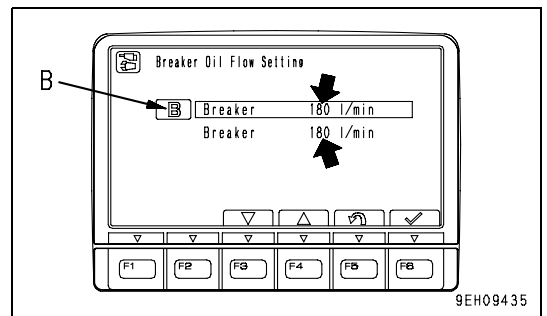 Breaker Oil Flow Setting
B
B Breaker 180 l/min
Breaker 180 l/min
F1 F2 F3 F4 F5 F6
9EH09435